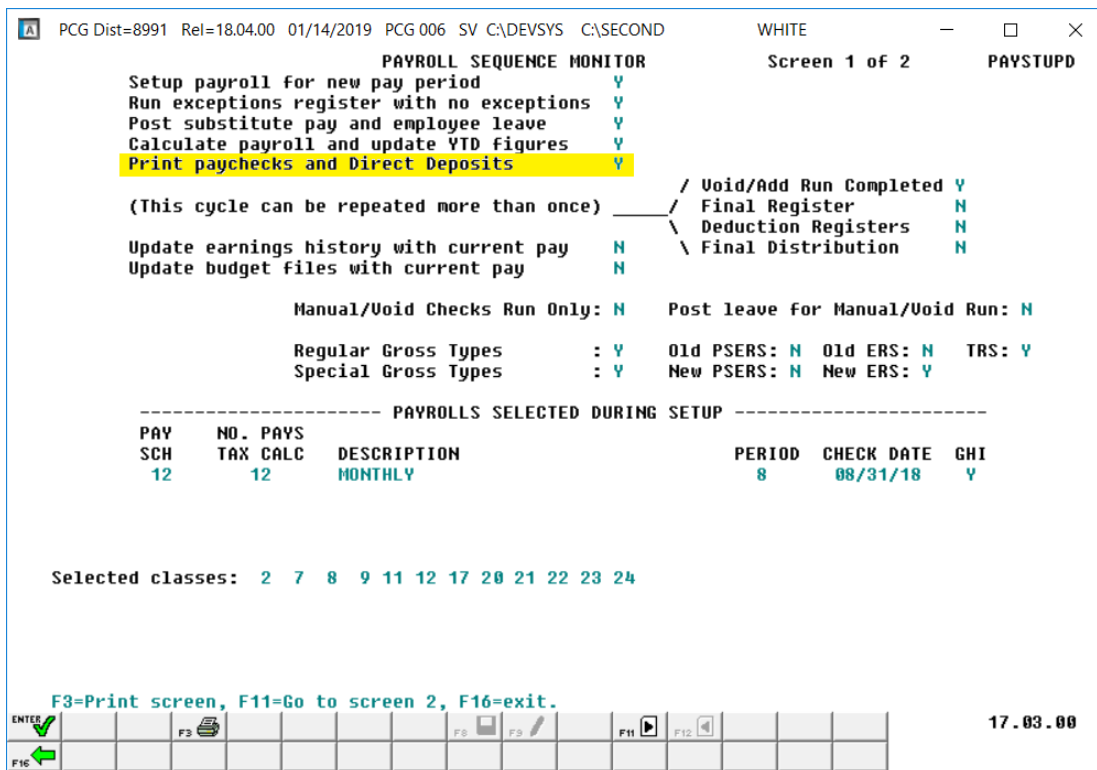 PCG Dist=8991 Rel=18.04.00 01/14/2019 PCG 006 SV C:\DEVSYS C:\SECOND WHITE
PAYROLL SEQUENCE MONITOR Screen 1 of 2 PAYSTUPD
Setup payroll for new pay period Y
Run exceptions register with no exceptions Y
Post substitute pay and employee leave Y
Calculate payroll and update YTD figures Y
Print paychecks and Direct Deposits Y
/ Void/Add Run Completed Y
(This cycle can be repeated more than once) _____/ Final Register N
\ Deduction Registers N
Update earnings history with current pay N \ Final Distribution N
Update budget files with current pay N
Manual/Void Checks Run Only: N Post leave for Manual/Void Run: N
Regular Gross Types : Y Old PSERS: N Old ERS: N TRS: Y
Special Gross Types : Y New PSERS: N New ERS: Y
---------------------- PAYROLLS SELECTED DURING SETUP -----------------------
PAY NO. PAYS
SCH TAX CALC DESCRIPTION PERIOD CHECK DATE GHI
12 12 MONTHLY 8 08/31/18 Y
Selected classes: 2 7 8 9 11 12 17 20 21 22 23 24
F3=Print screen, F11=Go to screen 2, F16=exit.
ENTER F3 F8 F9 F11 F12 17.03.00
F16